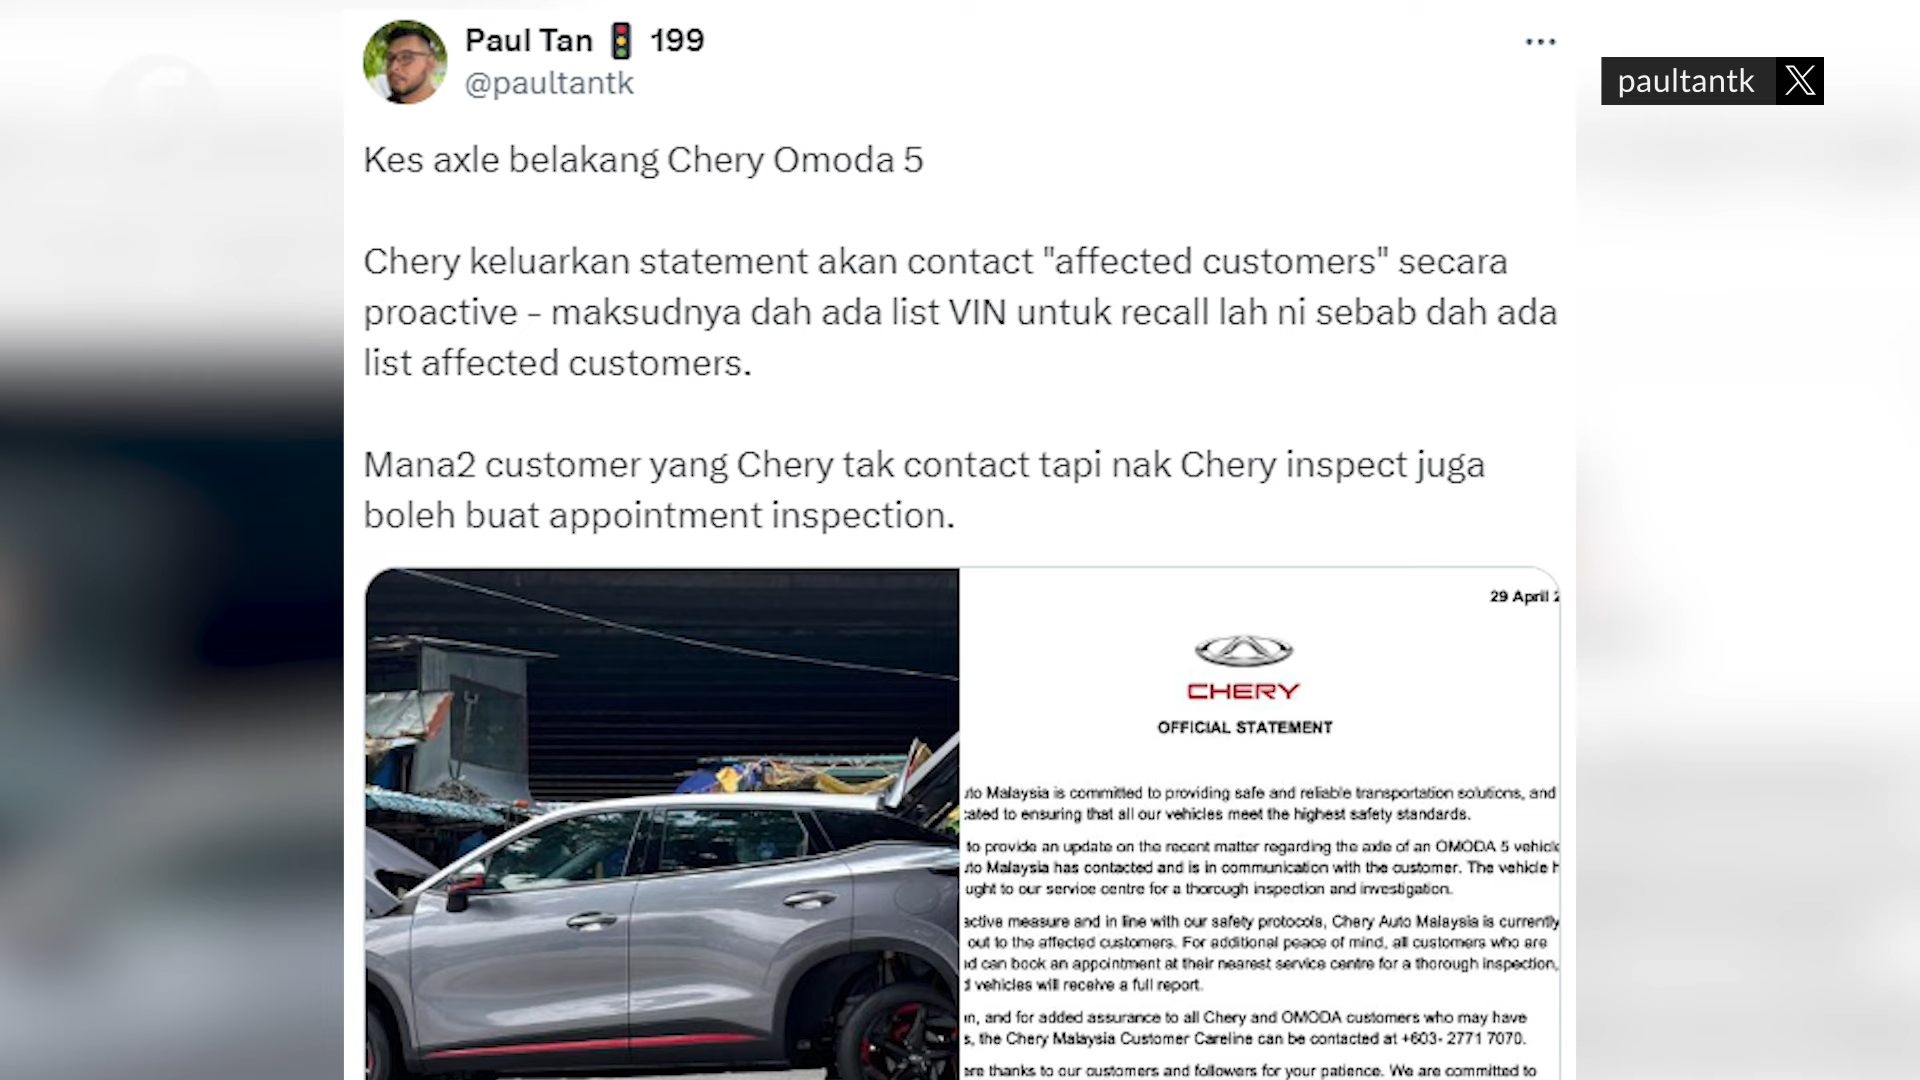 Paul Tan 🚦 199
@paultantk
paultantk X
Kes axle belakang Chery Omoda 5
Chery keluarkan statement akan contact "affected customers" secara
proactive - maksudnya dah ada list VIN untuk recall lah ni sebab dah ada
list affected customers.
Mana2 customer yang Chery tak contact tapi nak Chery inspect juga
boleh buat appointment inspection.
29 April
CHERY
OFFICIAL STATEMENT
Malaysia is committed to providing safe and reliable transportation solutions, and
to ensuring that all our vehicles meet the highest safety standards.
to provide an update on the recent matter regarding the axle of an OMODA 5
Malaysia has contacted and is in communication with the customer. The vehicle
to our service centre for a thorough inspection and investigation.
measure and in line with our safety protocols, Chery Auto Malaysia is currently
out to the affected customers. For additional peace of mind, all customers who are
can book an appointment at their nearest service centre for a thorough inspection,
vehicles will receive a full report.
and for added assurance to all Chery and OMODA customers who may have
the Chery Malaysia Customer Careline can be contacted at +603- 2771 7070.
thanks to our customers and followers for your patience. We are committed to